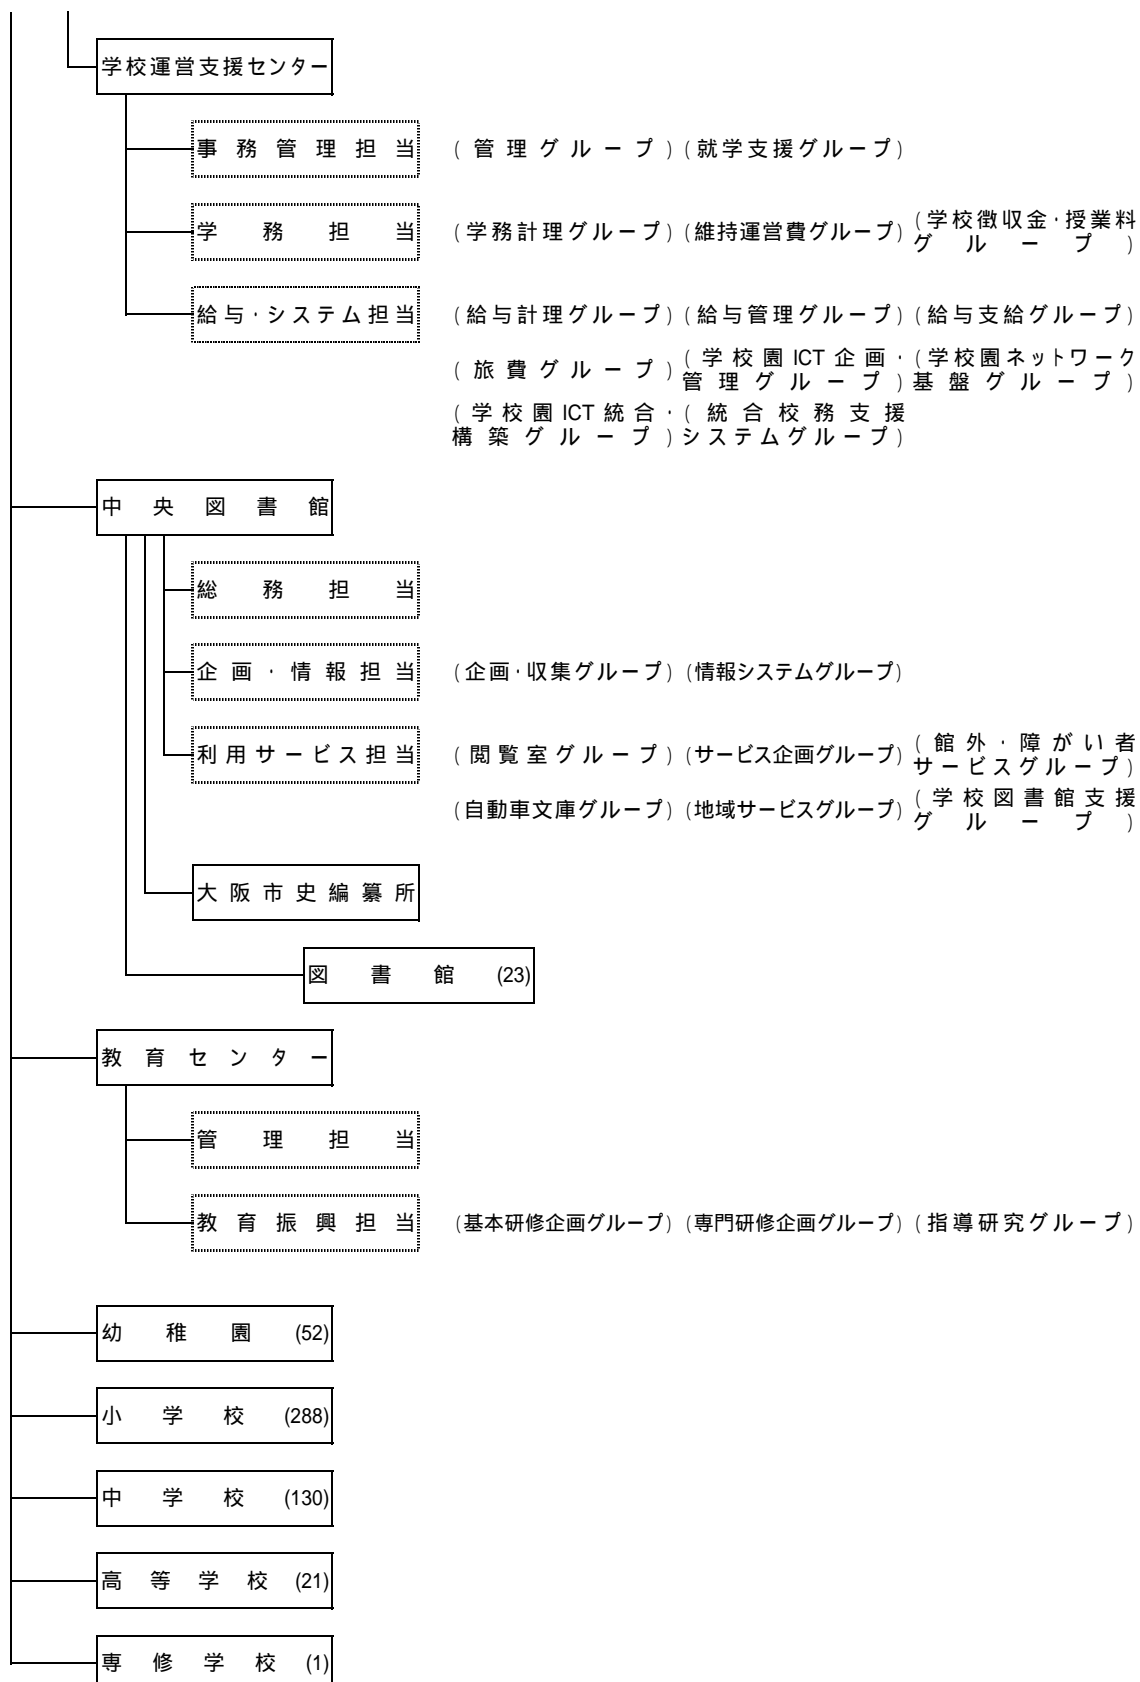 学校運営支援センター
事務管理担当 (管理グループ) (就学支援グループ)
学務担当 (学務計理グループ) (維持運営費グループ) (学校徴収金・授業料
グループ)
給与・システム担当 (給与計理グループ) (給与管理グループ) (給与支給グループ)
(旅費グループ) (学校園ICT企画・
管理グループ) (学校園ネットワーク
基盤グループ)
(学校園ICT統合・
構築グループ) (統合校務支援
システムグループ)
中央図書館
総務担当
企画・情報担当 (企画・収集グループ) (情報システムグループ)
利用サービス担当 (閲覧室グループ) (サービス企画グループ) (館外・障がい者
サービスグループ)
(自動車文庫グループ) (地域サービスグループ) (学校図書館支援
グループ)
大阪市史編纂所
図書館 (23)
教育センター
管理担当
教育振興担当 (基本研修企画グループ) (専門研修企画グループ) (指導研究グループ)
幼稚園 (52)
小学校 (288)
中学校 (130)
高等学校 (21)
専修学校 (1)